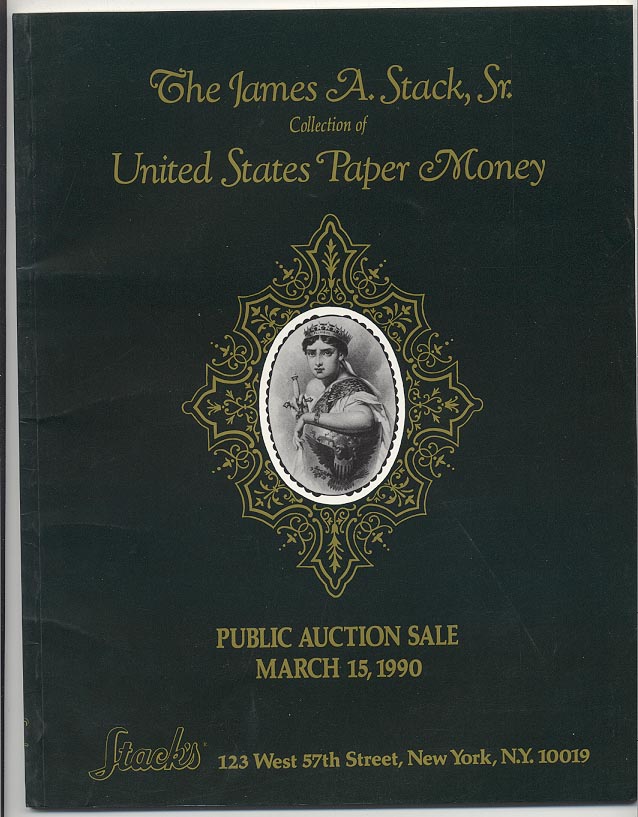 The James A. Stack, Sr.
Collection of
United States Paper Money
PUBLIC AUCTION SALE
MARCH 15, 1990
Stack's 123 West 57th Street, New York, N.Y. 10019